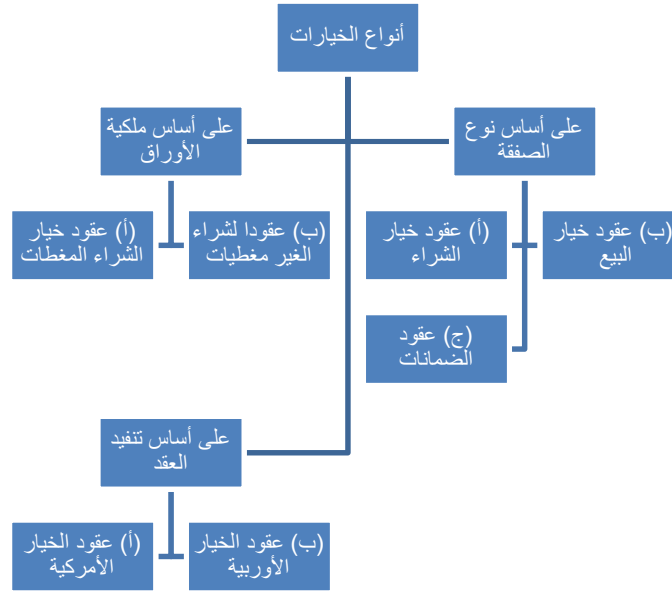 أنواع الخيارات
على أساس نوع
الصفقة
على أساس ملكية
الأوراق
(ب) عقود خيار
البيع
(أ) عقود خيار
الشراء
(ب) عقودا لشراء
الغير مغطيات
(أ) عقود خيار
الشراء المغطات
(ج) عقود
الضمانات
على أساس تنفيد
العقد
(ب) عقود الخيار
الأوربية
(أ) عقود الخيار
الأمركية